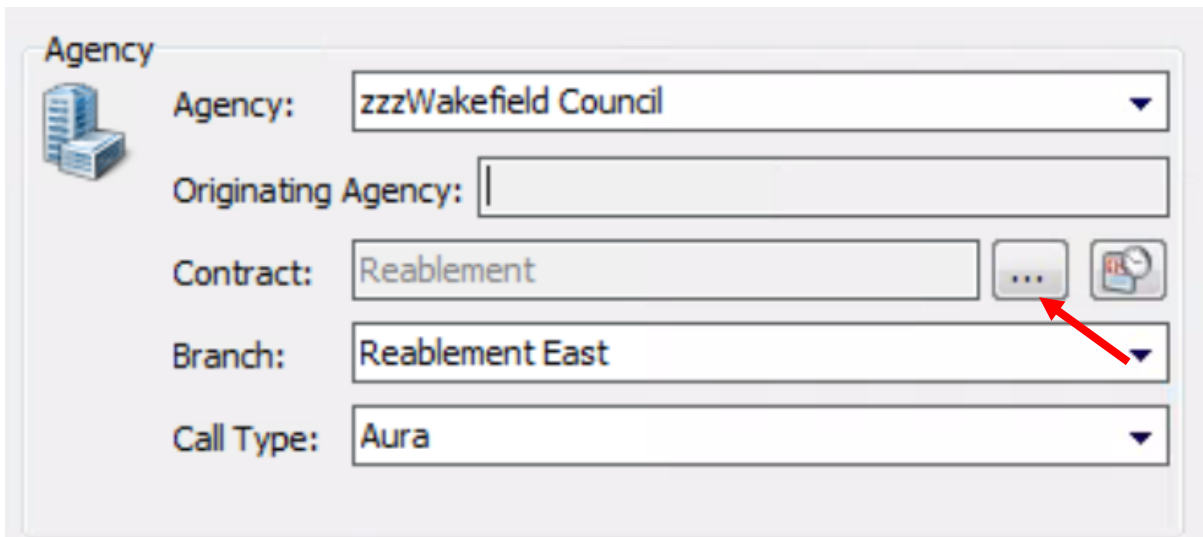 Agency
Agency: zzzWakefield Council
Originating Agency:
Contract: Reablement ...
Branch: Reablement East
Call Type: Aura